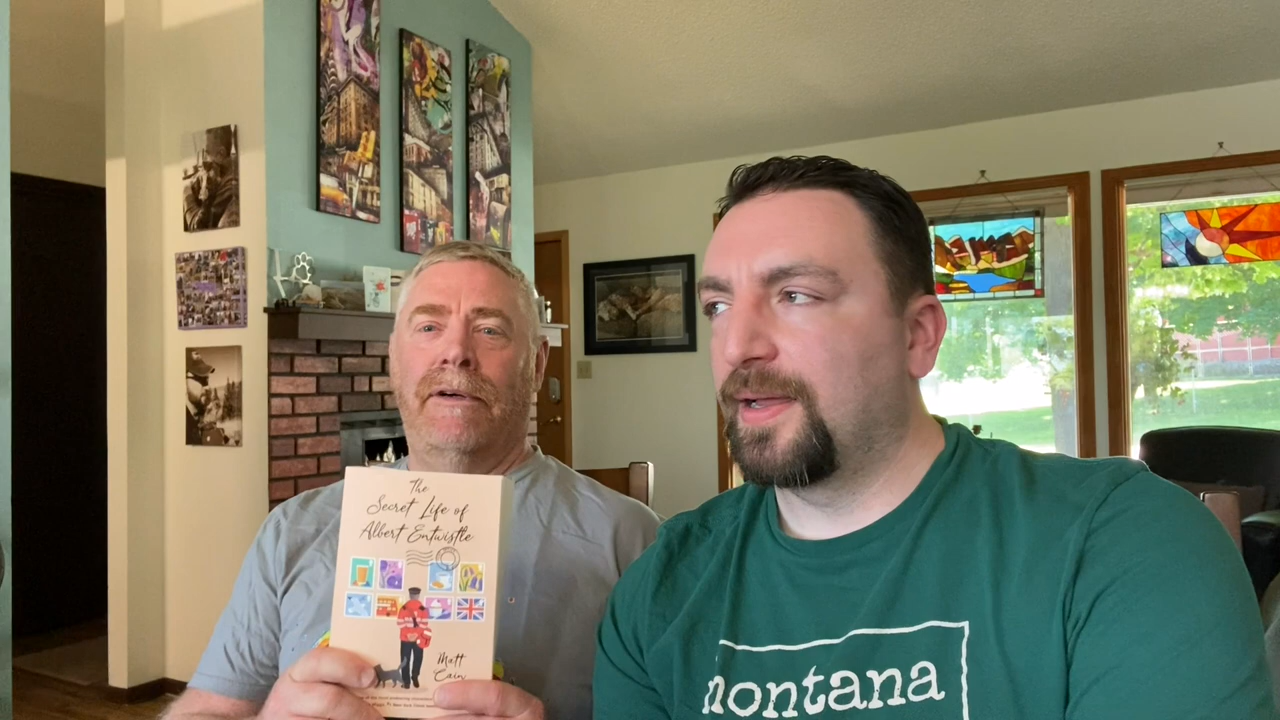 The
Secret Life of
Albert Entwistle
Matt
Cain
montana